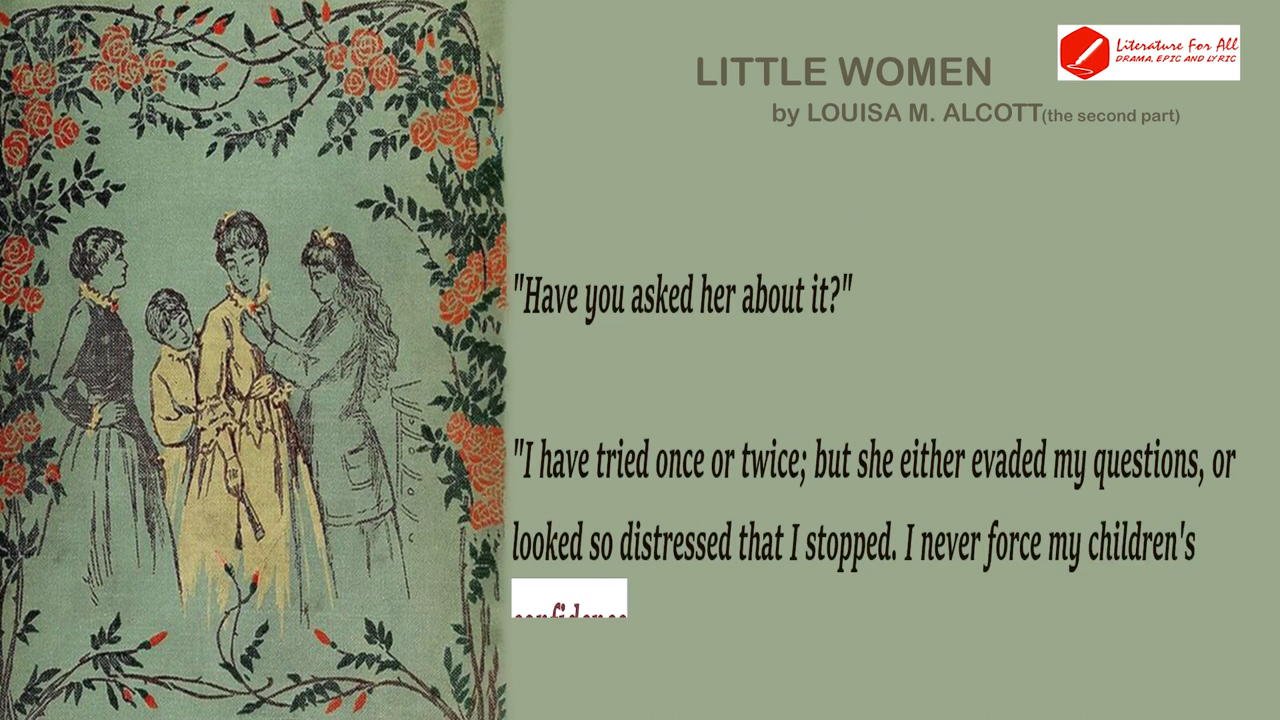 LITTLE WOMEN
Literature For All
DRAMA, EPIC AND LYRIC
by LOUISA M. ALCOTT(the second part)
"Have you asked her about it?"
"I have tried once or twice; but she either evaded my questions, or
looked so distressed that I stopped. I never force my children's
confidence